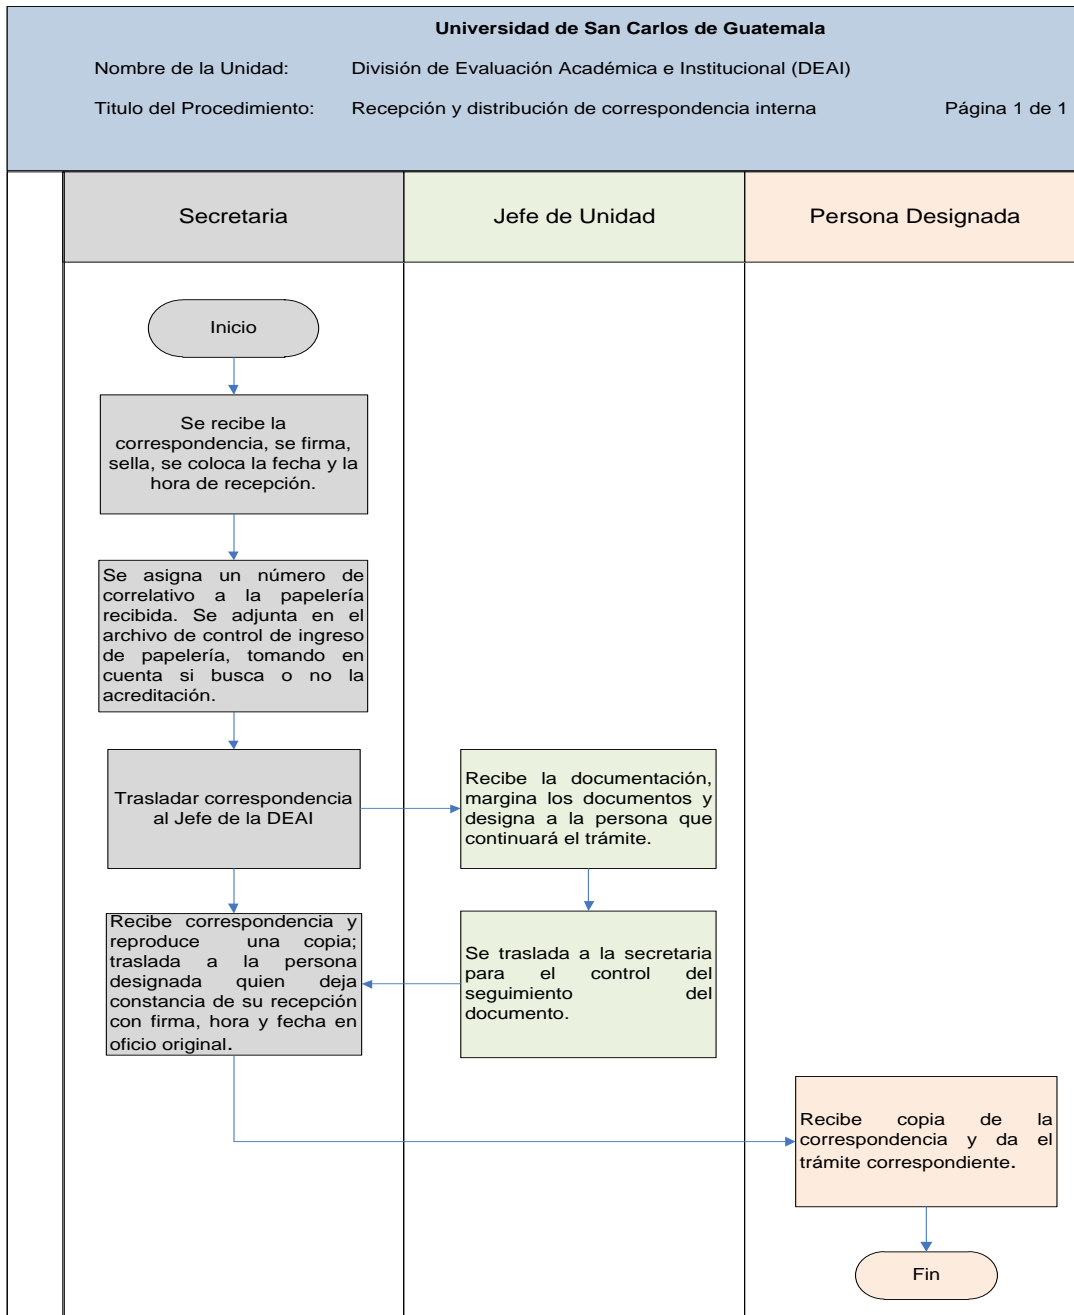 Universidad de San Carlos de Guatemala
Nombre de la Unidad: División de Evaluación Académica e Institucional (DEAI)
Titulo del Procedimiento: Recepción y distribución de correspondencia interna Página 1 de 1
Secretaria Jefe de Unidad Persona Designada
Inicio
Se recibe la
correspondencia, se firma,
sella, se coloca la fecha y la
hora de recepción.
Se asigna un número de
correlativo a la papelería
recibida. Se adjunta en el
archivo de control de ingreso
de papelería, tomando en
cuenta si busca o no la
acreditación.
Trasladar correspondencia
al Jefe de la DEAI
Recibe la documentación,
margina los documentos y
designa a la persona que
continuará el trámite.
Se traslada a la secretaria
para el control del
seguimiento del
documento.
Recibe correspondencia y
reproduce una copia;
traslada a la persona
designada quien deja
constancia de su recepción
con firma, hora y fecha en
oficio original.
Recibe copia de la
correspondencia y da el
trámite correspondiente.
Fin